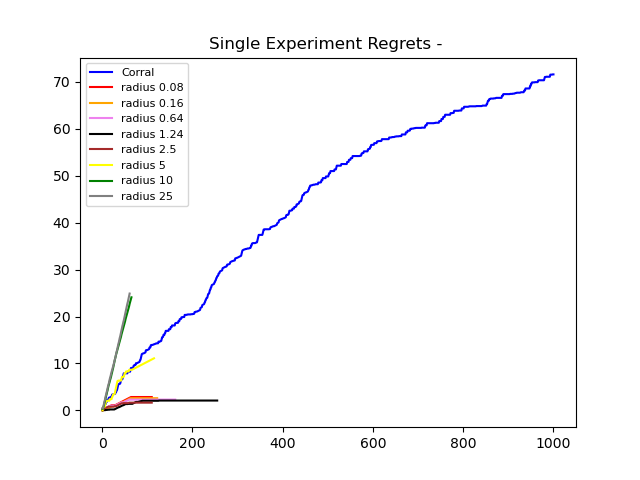 Single Experiment Regrets -
Corral
radius 0.08
radius 0.16
radius 0.64
radius 1.24
radius 2.5
radius 5
radius 10
radius 25
70
60
50
40
30
20
10
0
0 200 400 600 800 1000